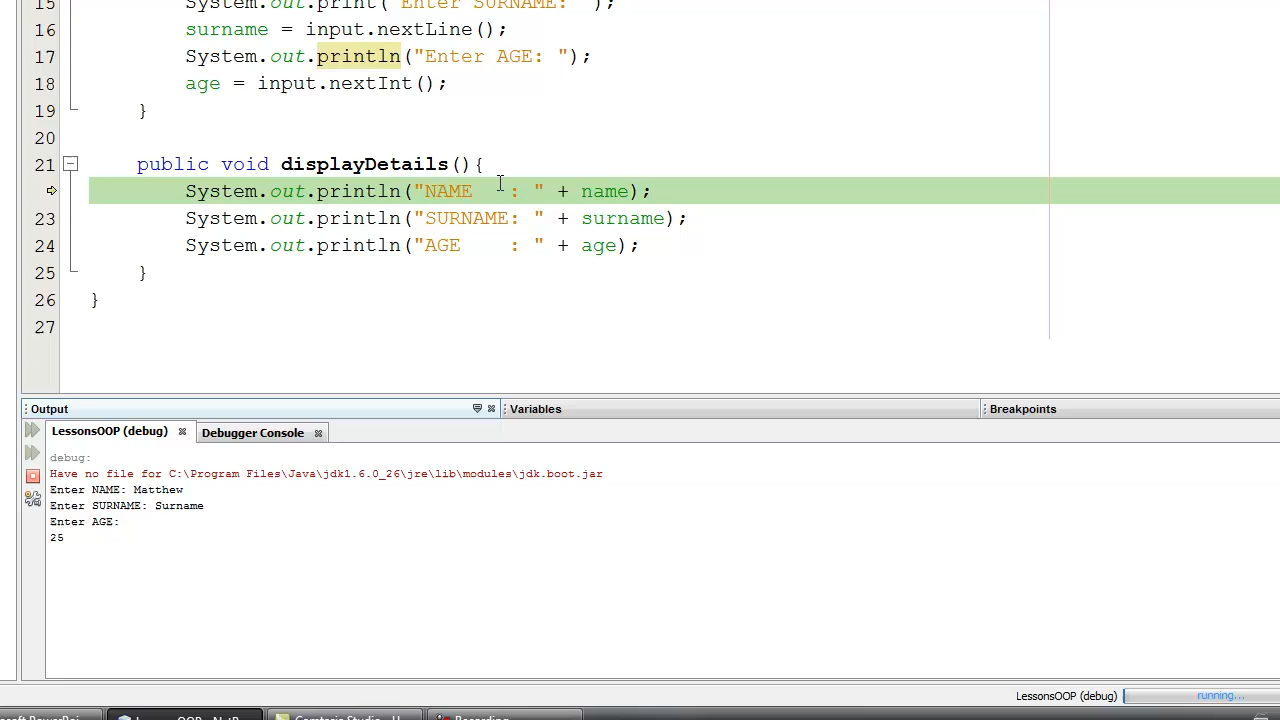 15 System.out.print("Enter SURNAME: ");
16 surname = input.nextLine();
17 System.out.println("Enter AGE: ");
18 age = input.nextInt();
19 }
20
21 public void displayDetails(){
System.out.println("NAME   : " + name);
23 System.out.println("SURNAME: " + surname);
24 System.out.println("AGE    : " + age);
25 }
26 }
27
Output Variables Breakpoints
LessonsOOP (debug) Debugger Console
debug:
Have no file for C:\Program Files\Java\jdk1.6.0_26\jre\lib\modules\jdk.boot.jar
Enter NAME: Matthew
Enter SURNAME: Surname
Enter AGE:
25
LessonsOOP (debug) running...